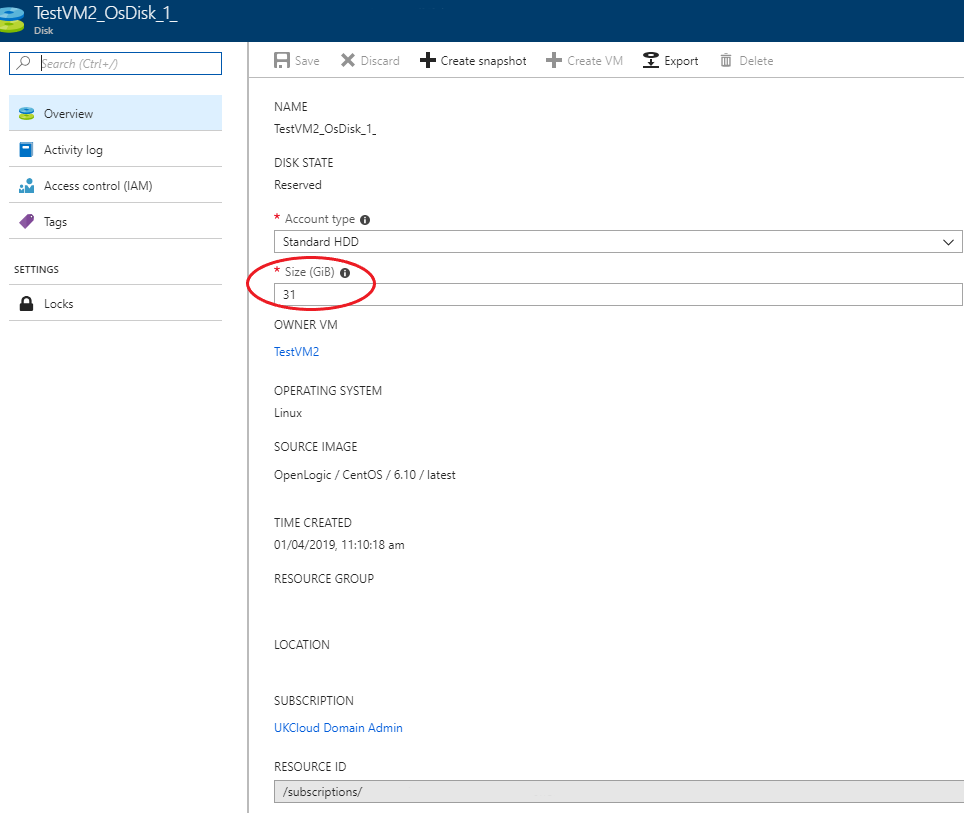 TestVM2_OsDisk_1_
Disk
Search (Ctrl+/)
Overview
Activity log
Access control (IAM)
Tags
SETTINGS
Locks
Save Discard Create snapshot Create VM Export Delete
NAME
TestVM2_OsDisk_1_
DISK STATE
Reserved
* Account type
Standard HDD
* Size (GiB)
31
OWNER VM
TestVM2
OPERATING SYSTEM
Linux
SOURCE IMAGE
OpenLogic / CentOS / 6.10 / latest
TIME CREATED
01/04/2019, 11:10:18 am
RESOURCE GROUP
LOCATION
SUBSCRIPTION
UKCloud Domain Admin
RESOURCE ID
/subscriptions/